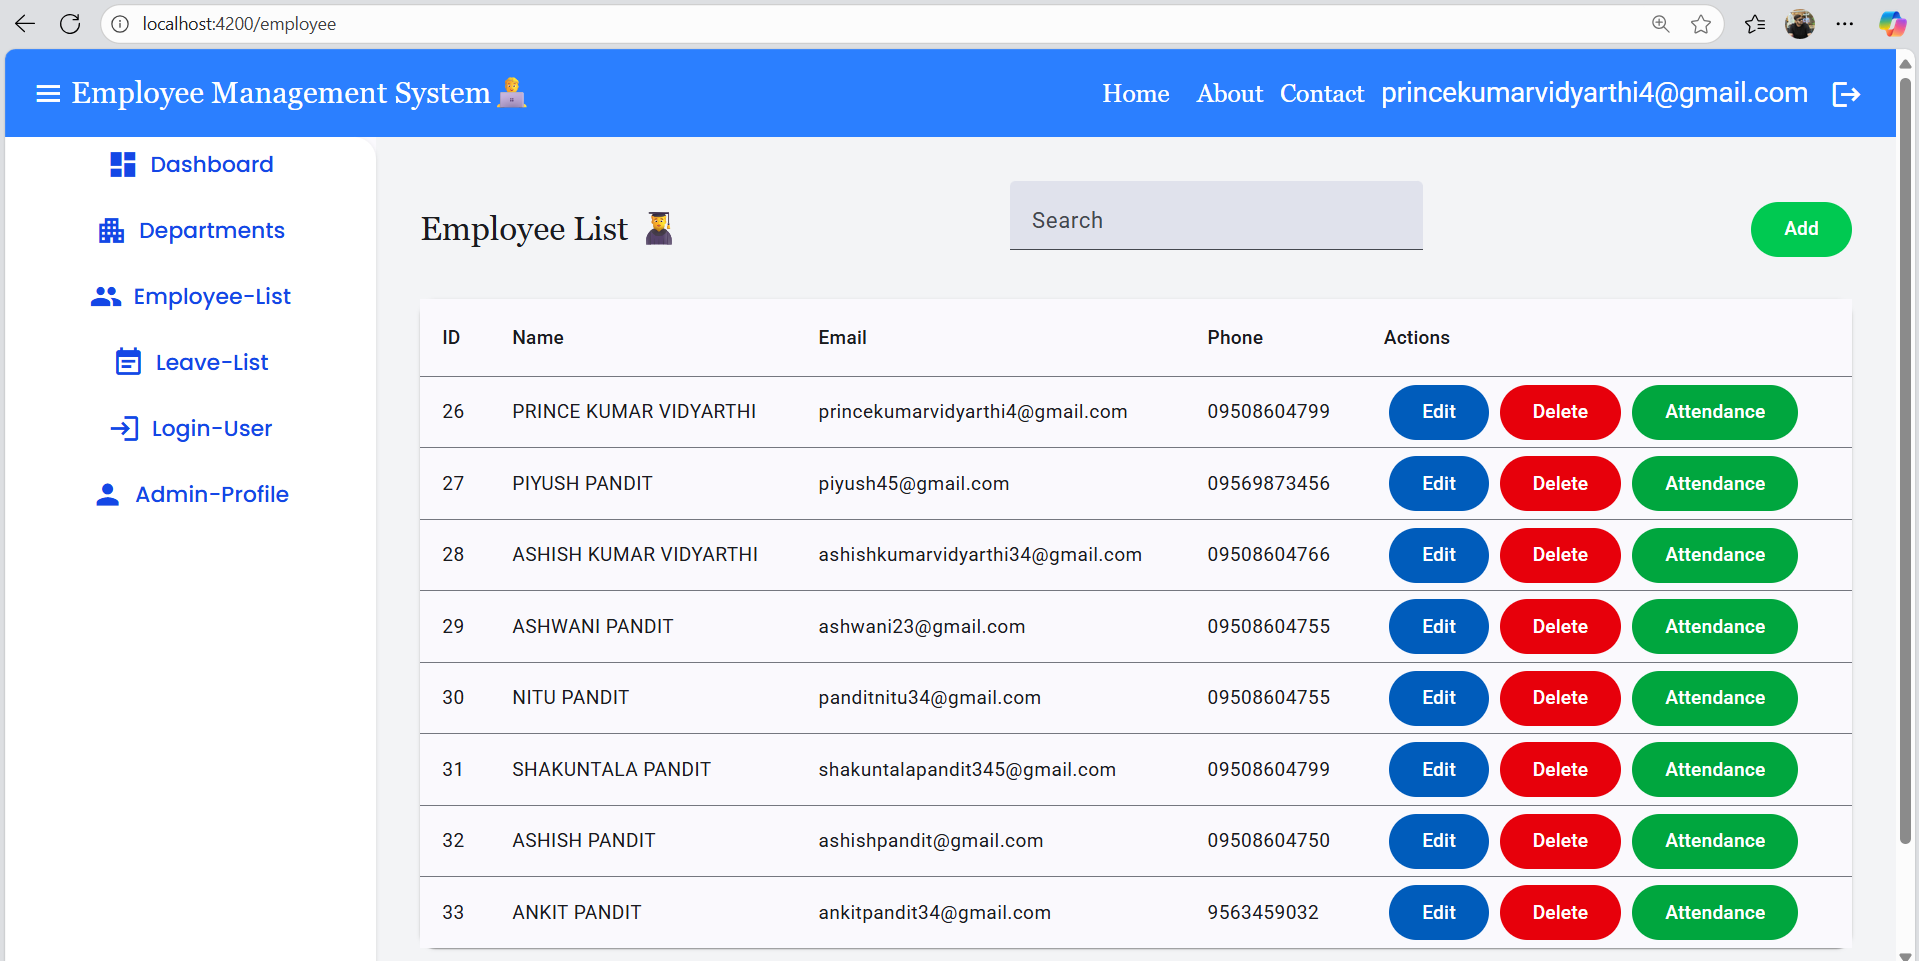 localhost:4200/employee
Employee Management System Home About Contact princekumarvidyarthi4@gmail.com
Dashboard
Departments
Employee-List
Leave-List
Login-User
Admin-Profile
Employee List Search Add
ID Name Email Phone Actions
26 PRINCE KUMAR VIDYARTHI princekumarvidyarthi4@gmail.com 09508604799 Edit Delete Attendance
27 PIYUSH PANDIT piyush45@gmail.com 09569873456 Edit Delete Attendance
28 ASHISH KUMAR VIDYARTHI ashishkumarvidyarthi34@gmail.com 09508604766 Edit Delete Attendance
29 ASHWANI PANDIT ashwani23@gmail.com 09508604755 Edit Delete Attendance
30 NITU PANDIT panditnitu34@gmail.com 09508604755 Edit Delete Attendance
31 SHAKUNTALA PANDIT shakuntalapandit345@gmail.com 09508604799 Edit Delete Attendance
32 ASHISH PANDIT ashishpandit@gmail.com 09508604750 Edit Delete Attendance
33 ANKIT PANDIT ankitpandit34@gmail.com 9563459032 Edit Delete Attendance